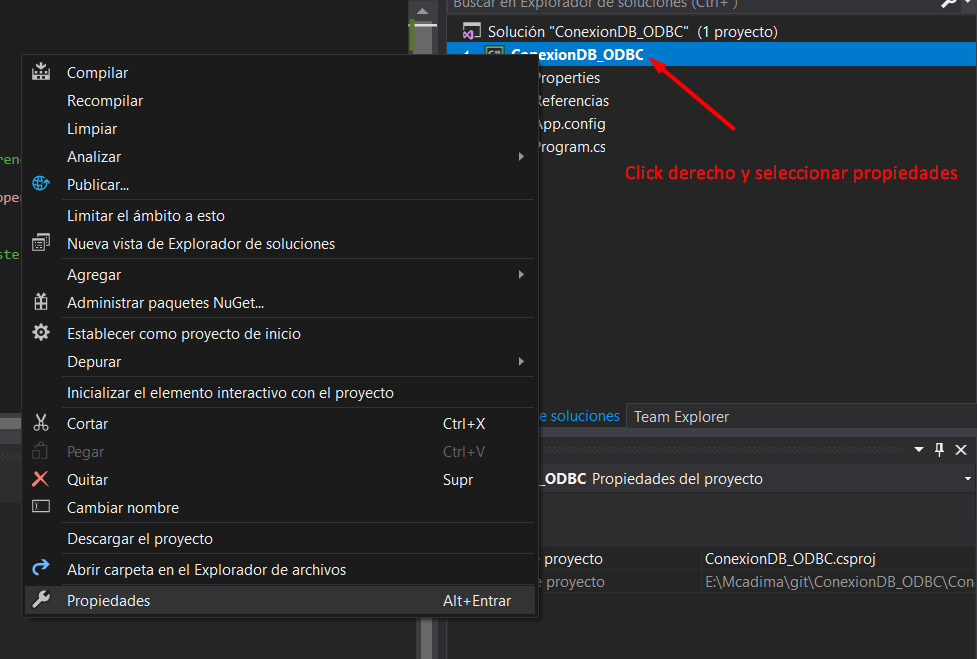 Buscar en Explorador de soluciones (Ctrl+ )
Solución "ConexionDB_ODBC" (1 proyecto)
ConexionDB_ODBC
Properties
Referencias
App.config
Program.cs
Click derecho y seleccionar propiedades
Compilar
Recompilar
Limpiar
Analizar
Publicar...
Limitar el ámbito a esto
Nueva vista de Explorador de soluciones
Agregar
Administrar paquetes NuGet...
Establecer como proyecto de inicio
Depurar
Inicializar el elemento interactivo con el proyecto
Cortar Ctrl+X
Pegar Ctrl+V
Quitar Supr
Cambiar nombre
Descargar el proyecto
Abrir carpeta en el Explorador de archivos
Propiedades Alt+Entrar
e soluciones Team Explorer
_ODBC Propiedades del proyecto
proyecto ConexionDB_ODBC.csproj
e proyecto E:\Mcadima\git\ConexionDB_ODBC\Con